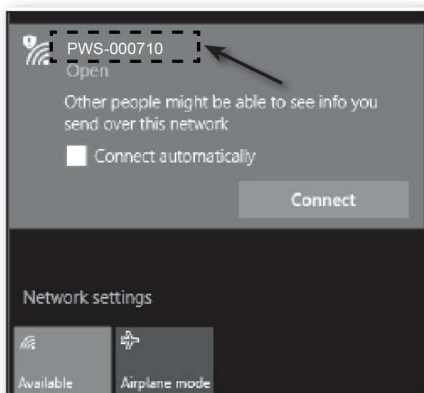 PWS-000710
Open
Other people might be able to see info you
send over this network
Connect automatically
Connect
Network settings
Available
Airplane mode